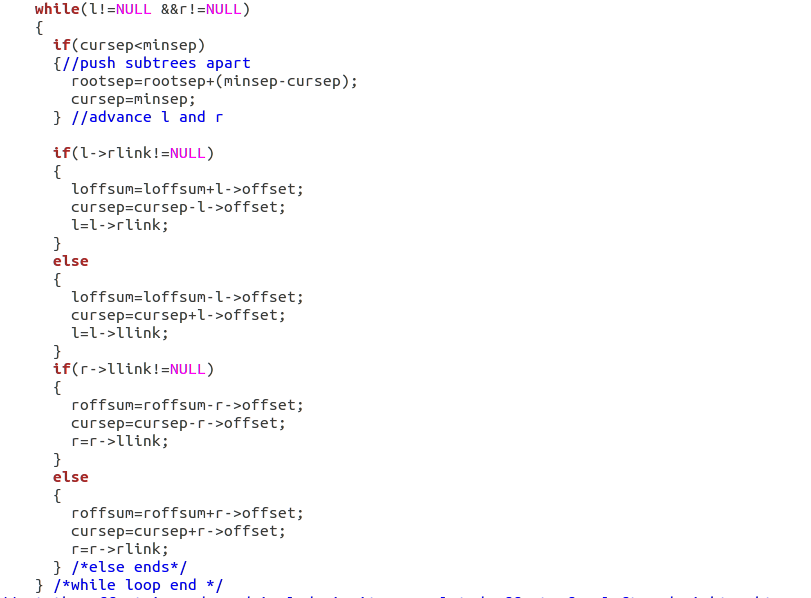 while(l!=NULL &&r!=NULL)
{
if(cursep<minsep)
{//push subtrees apart
rootsep=rootsep+(minsep-cursep);
cursep=minsep;
} //advance l and r
if(l->rlink!=NULL)
{
loffsum=loffsum+l->offset;
cursep=cursep-l->offset;
l=l->rlink;
}
else
{
loffsum=loffsum-l->offset;
cursep=cursep+l->offset;
l=l->llink;
}
if(r->llink!=NULL)
{
roffsum=roffsum-r->offset;
cursep=cursep-r->offset;
r=r->llink;
}
else
{
roffsum=roffsum+r->offset;
cursep=cursep+r->offset;
r=r->rlink;
} /*else ends*/
} /*while loop end */